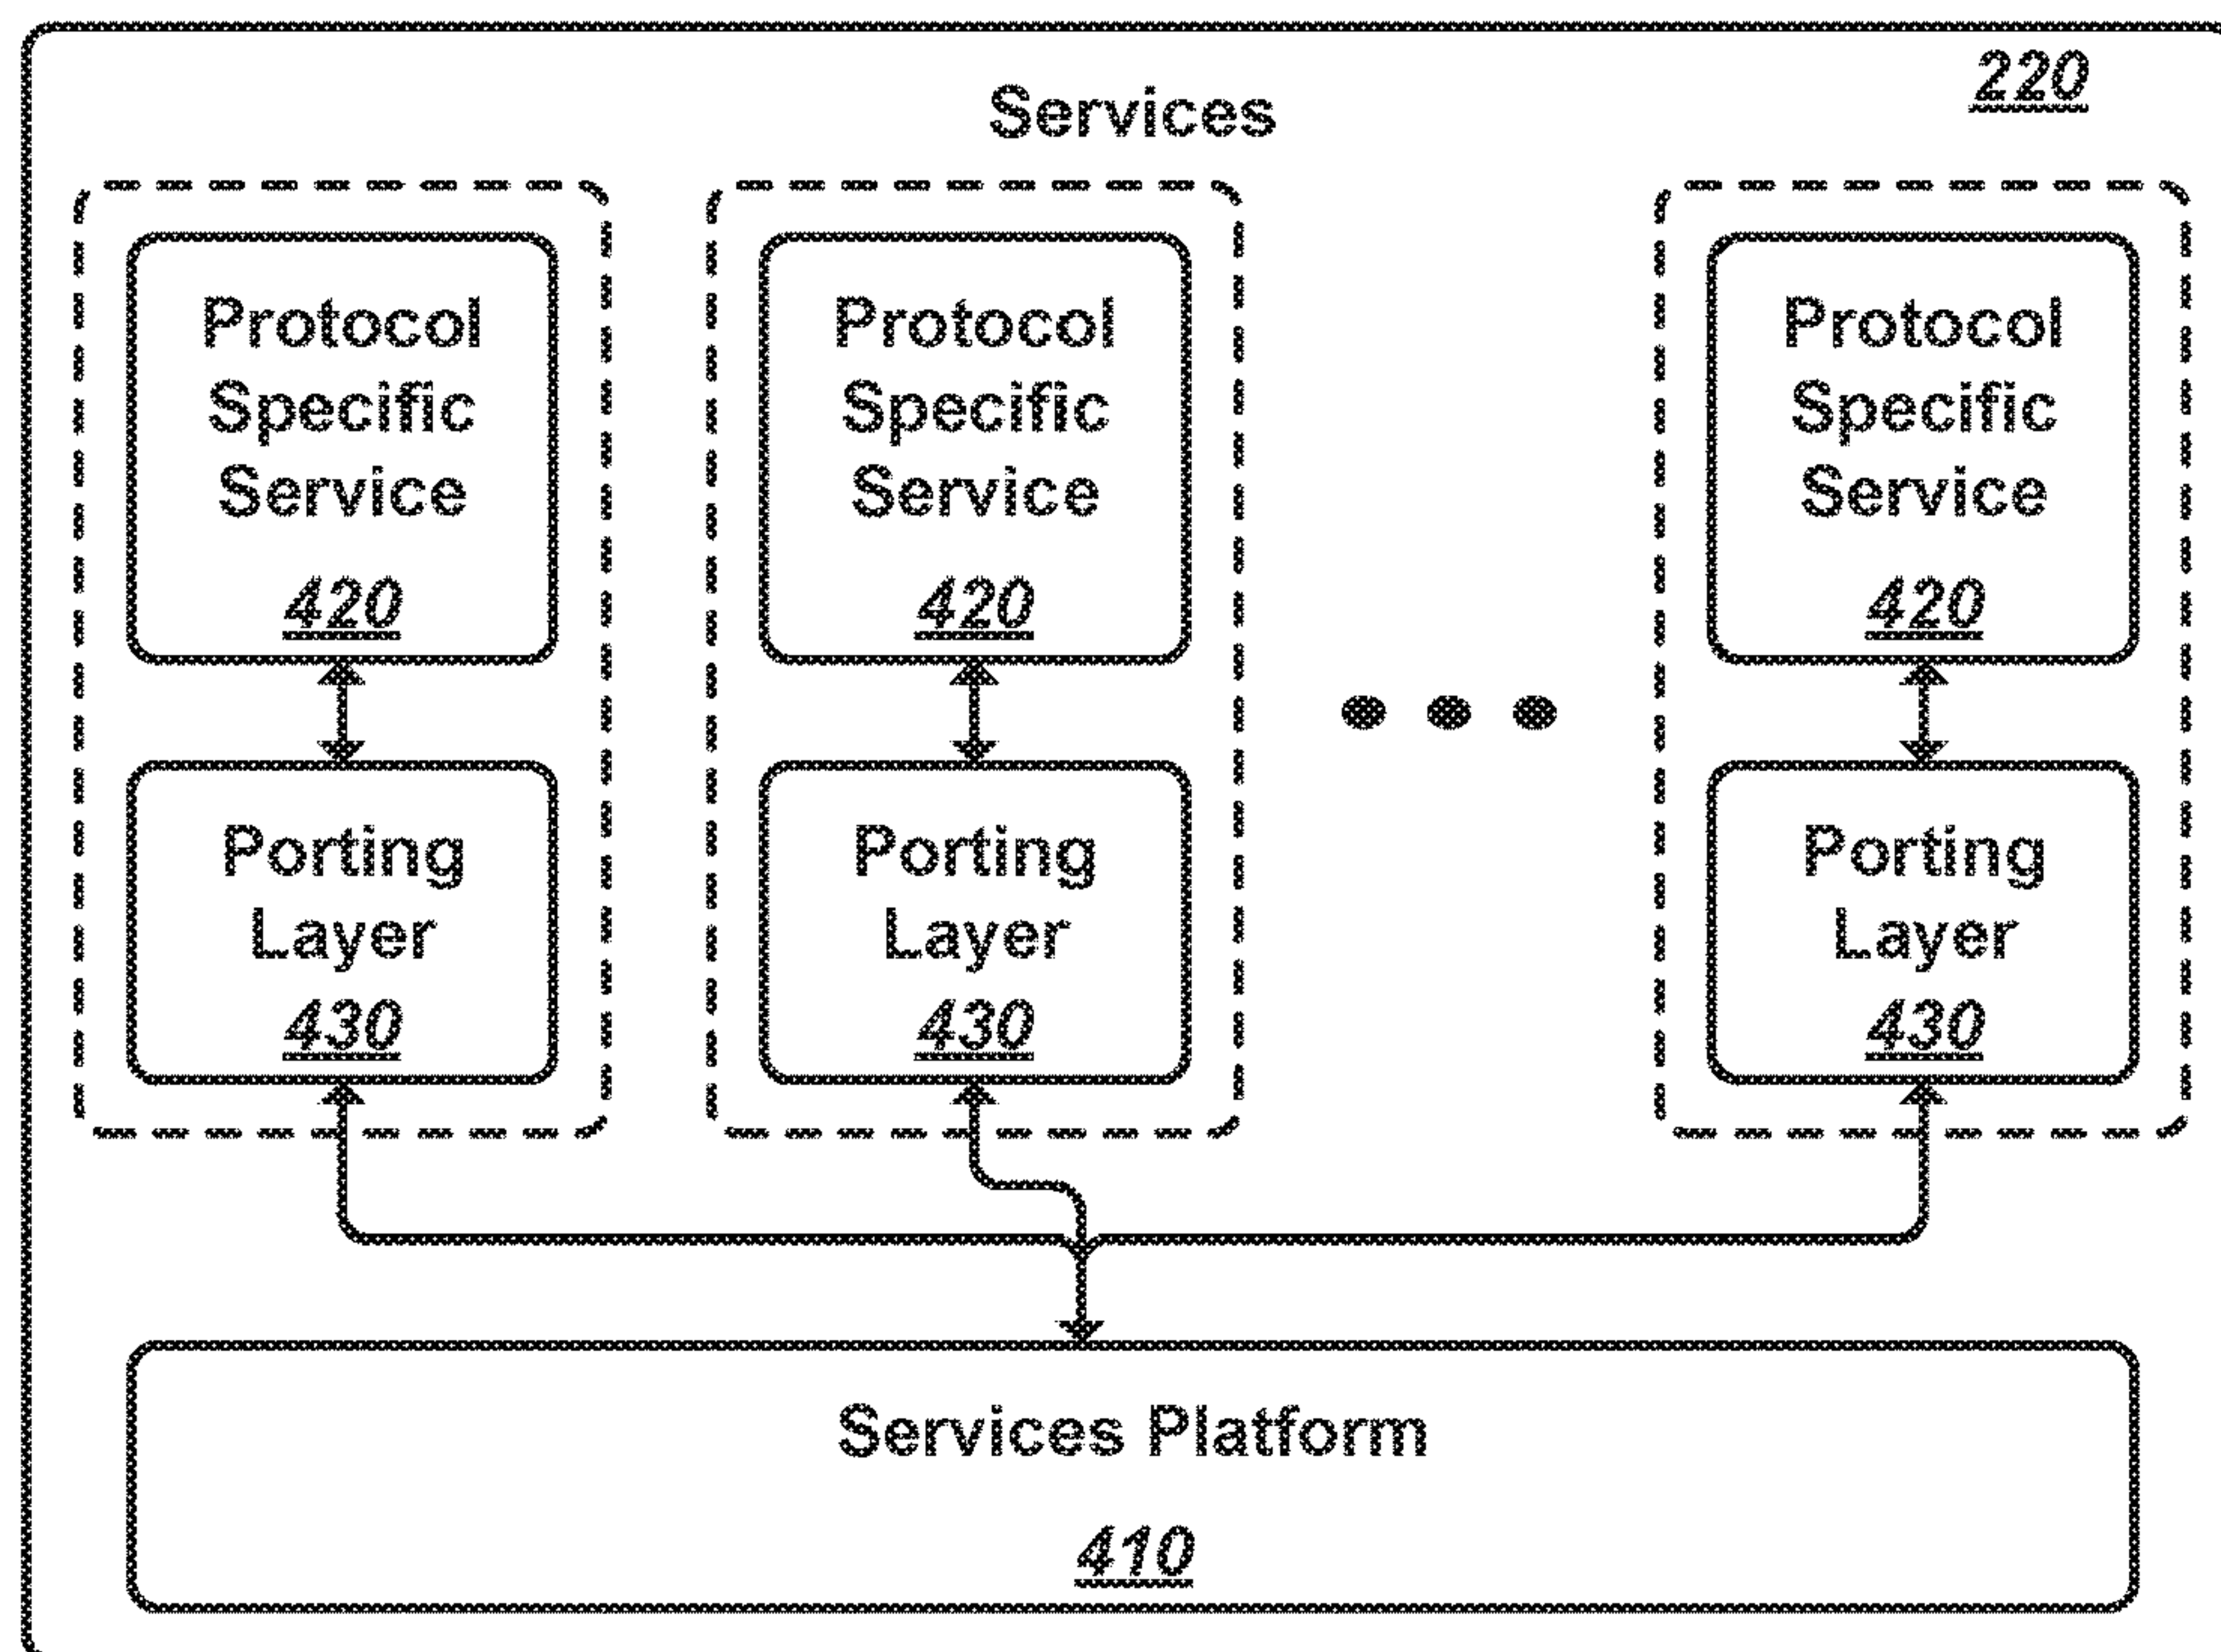 220
Services
Protocol
Specific
Service
420
Protocol
Specific
Service
420
Protocol
Specific
Service
420
Porting
Layer
430
Porting
Layer
430
Porting
Layer
430
Services Platform
410